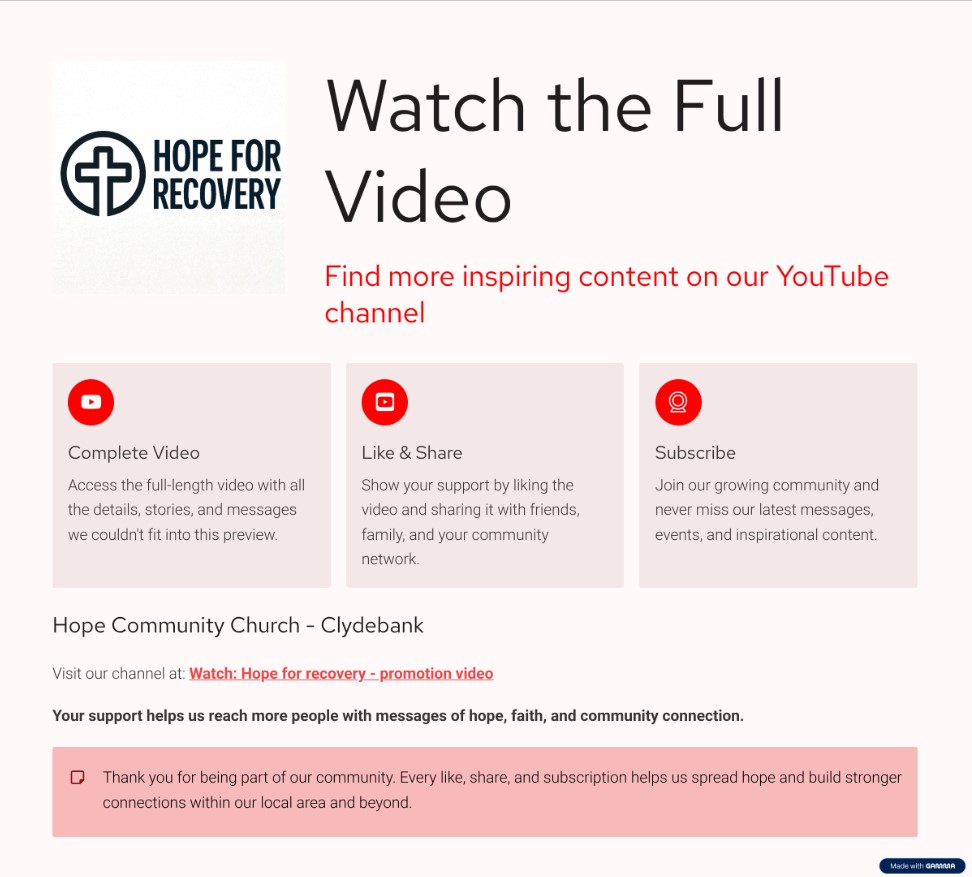 HOPE FOR
RECOVERY
Watch the Full
Video
Find more inspiring content on our YouTube
channel
Complete Video
Access the full-length video with all
the details, stories, and messages
we couldn't fit into this preview.
Like & Share
Show your support by liking the
video and sharing it with friends,
family, and your community
network.
Subscribe
Join our growing community and
never miss our latest messages,
events, and inspirational content.
Hope Community Church - Clydebank
Visit our channel at: Watch: Hope for recovery - promotion video
Your support helps us reach more people with messages of hope, faith, and community connection.
Thank you for being part of our community. Every like, share, and subscription helps us spread hope and build stronger
connections within our local area and beyond.
Made with GAMMA